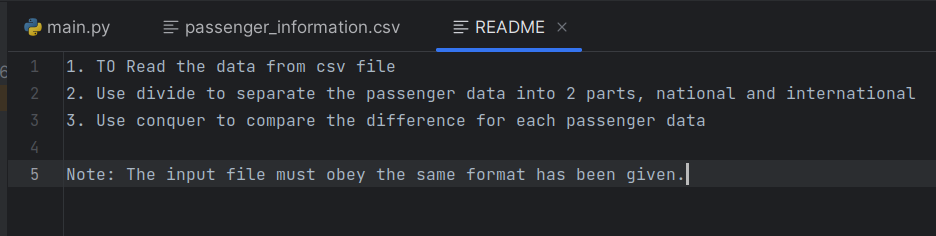 main.py passenger_information.csv README
1 1. TO Read the data from csv file
2 2. Use divide to separate the passenger data into 2 parts, national and international
3 3. Use conquer to compare the difference for each passenger data
4
5 Note: The input file must obey the same format has been given.